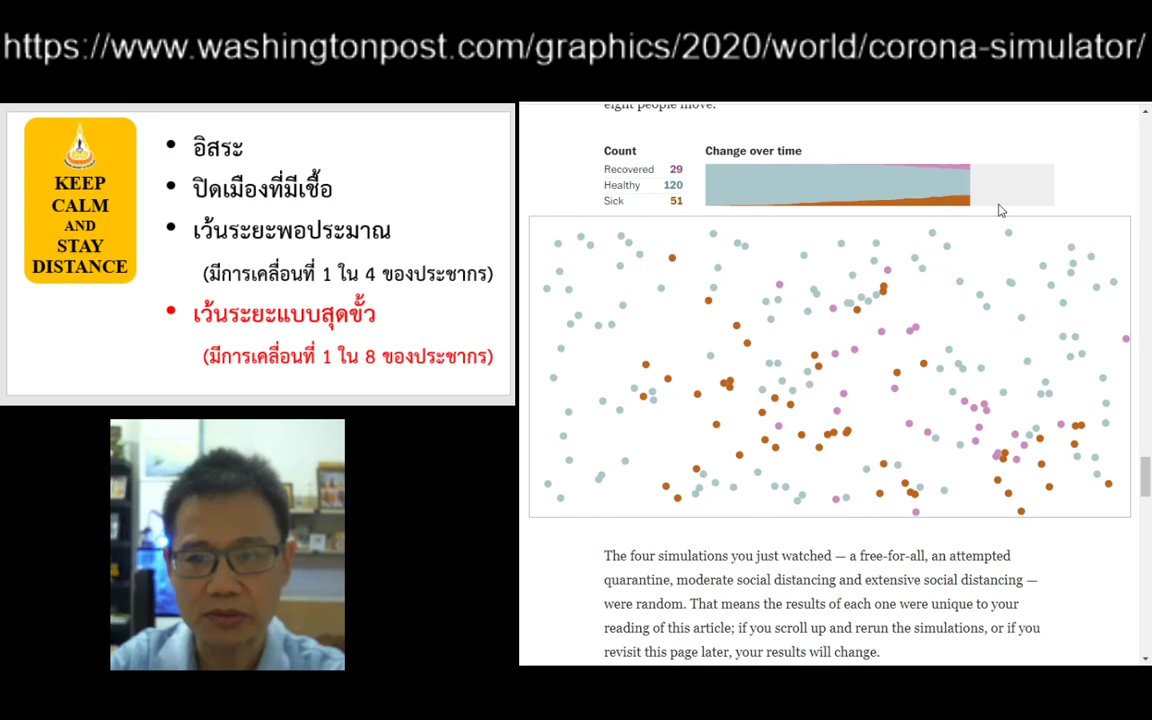 https://www.washingtonpost.com/graphics/2020/world/corona-simulator/
KEEP
CALM
AND
STAY
DISTANCE
• อิสระ
• ปิดเมืองที่มีเชื้อ
• เว้นระยะพอประมาณ
(มีการเคลื่อนที่ 1 ใน 4 ของประชากร)
• เว้นระยะแบบสุดขั้ว
(มีการเคลื่อนที่ 1 ใน 8 ของประชากร)
eight people move.
Count
Recovered 29
Healthy 120
Sick 51
Change over time
The four simulations you just watched — a free-for-all, an attempted
quarantine, moderate social distancing and extensive social distancing —
were random. That means the results of each one were unique to your
reading of this article; if you scroll up and rerun the simulations, or if you
revisit this page later, your results will change.